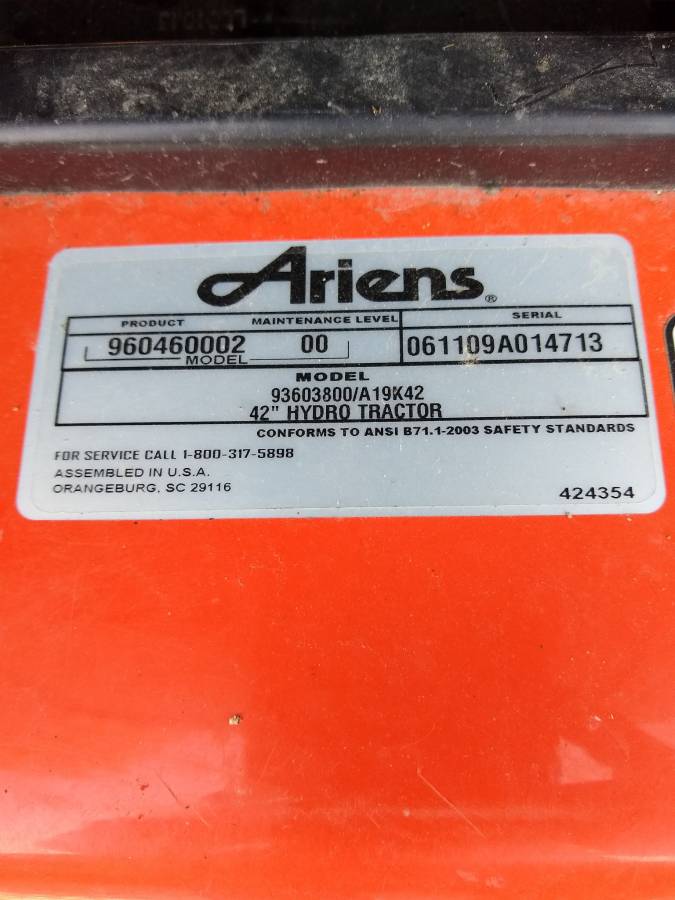 Ariens®
PRODUCT MAINTENANCE LEVEL SERIAL
960460002 00 061109A014713
MODEL
MODEL
93603800/A19K42
42" HYDRO TRACTOR
CONFORMS TO ANSI B71.1-2003 SAFETY STANDARDS
FOR SERVICE CALL 1-800-317-5898
ASSEMBLED IN U.S.A.
ORANGEBURG, SC 29116
424354